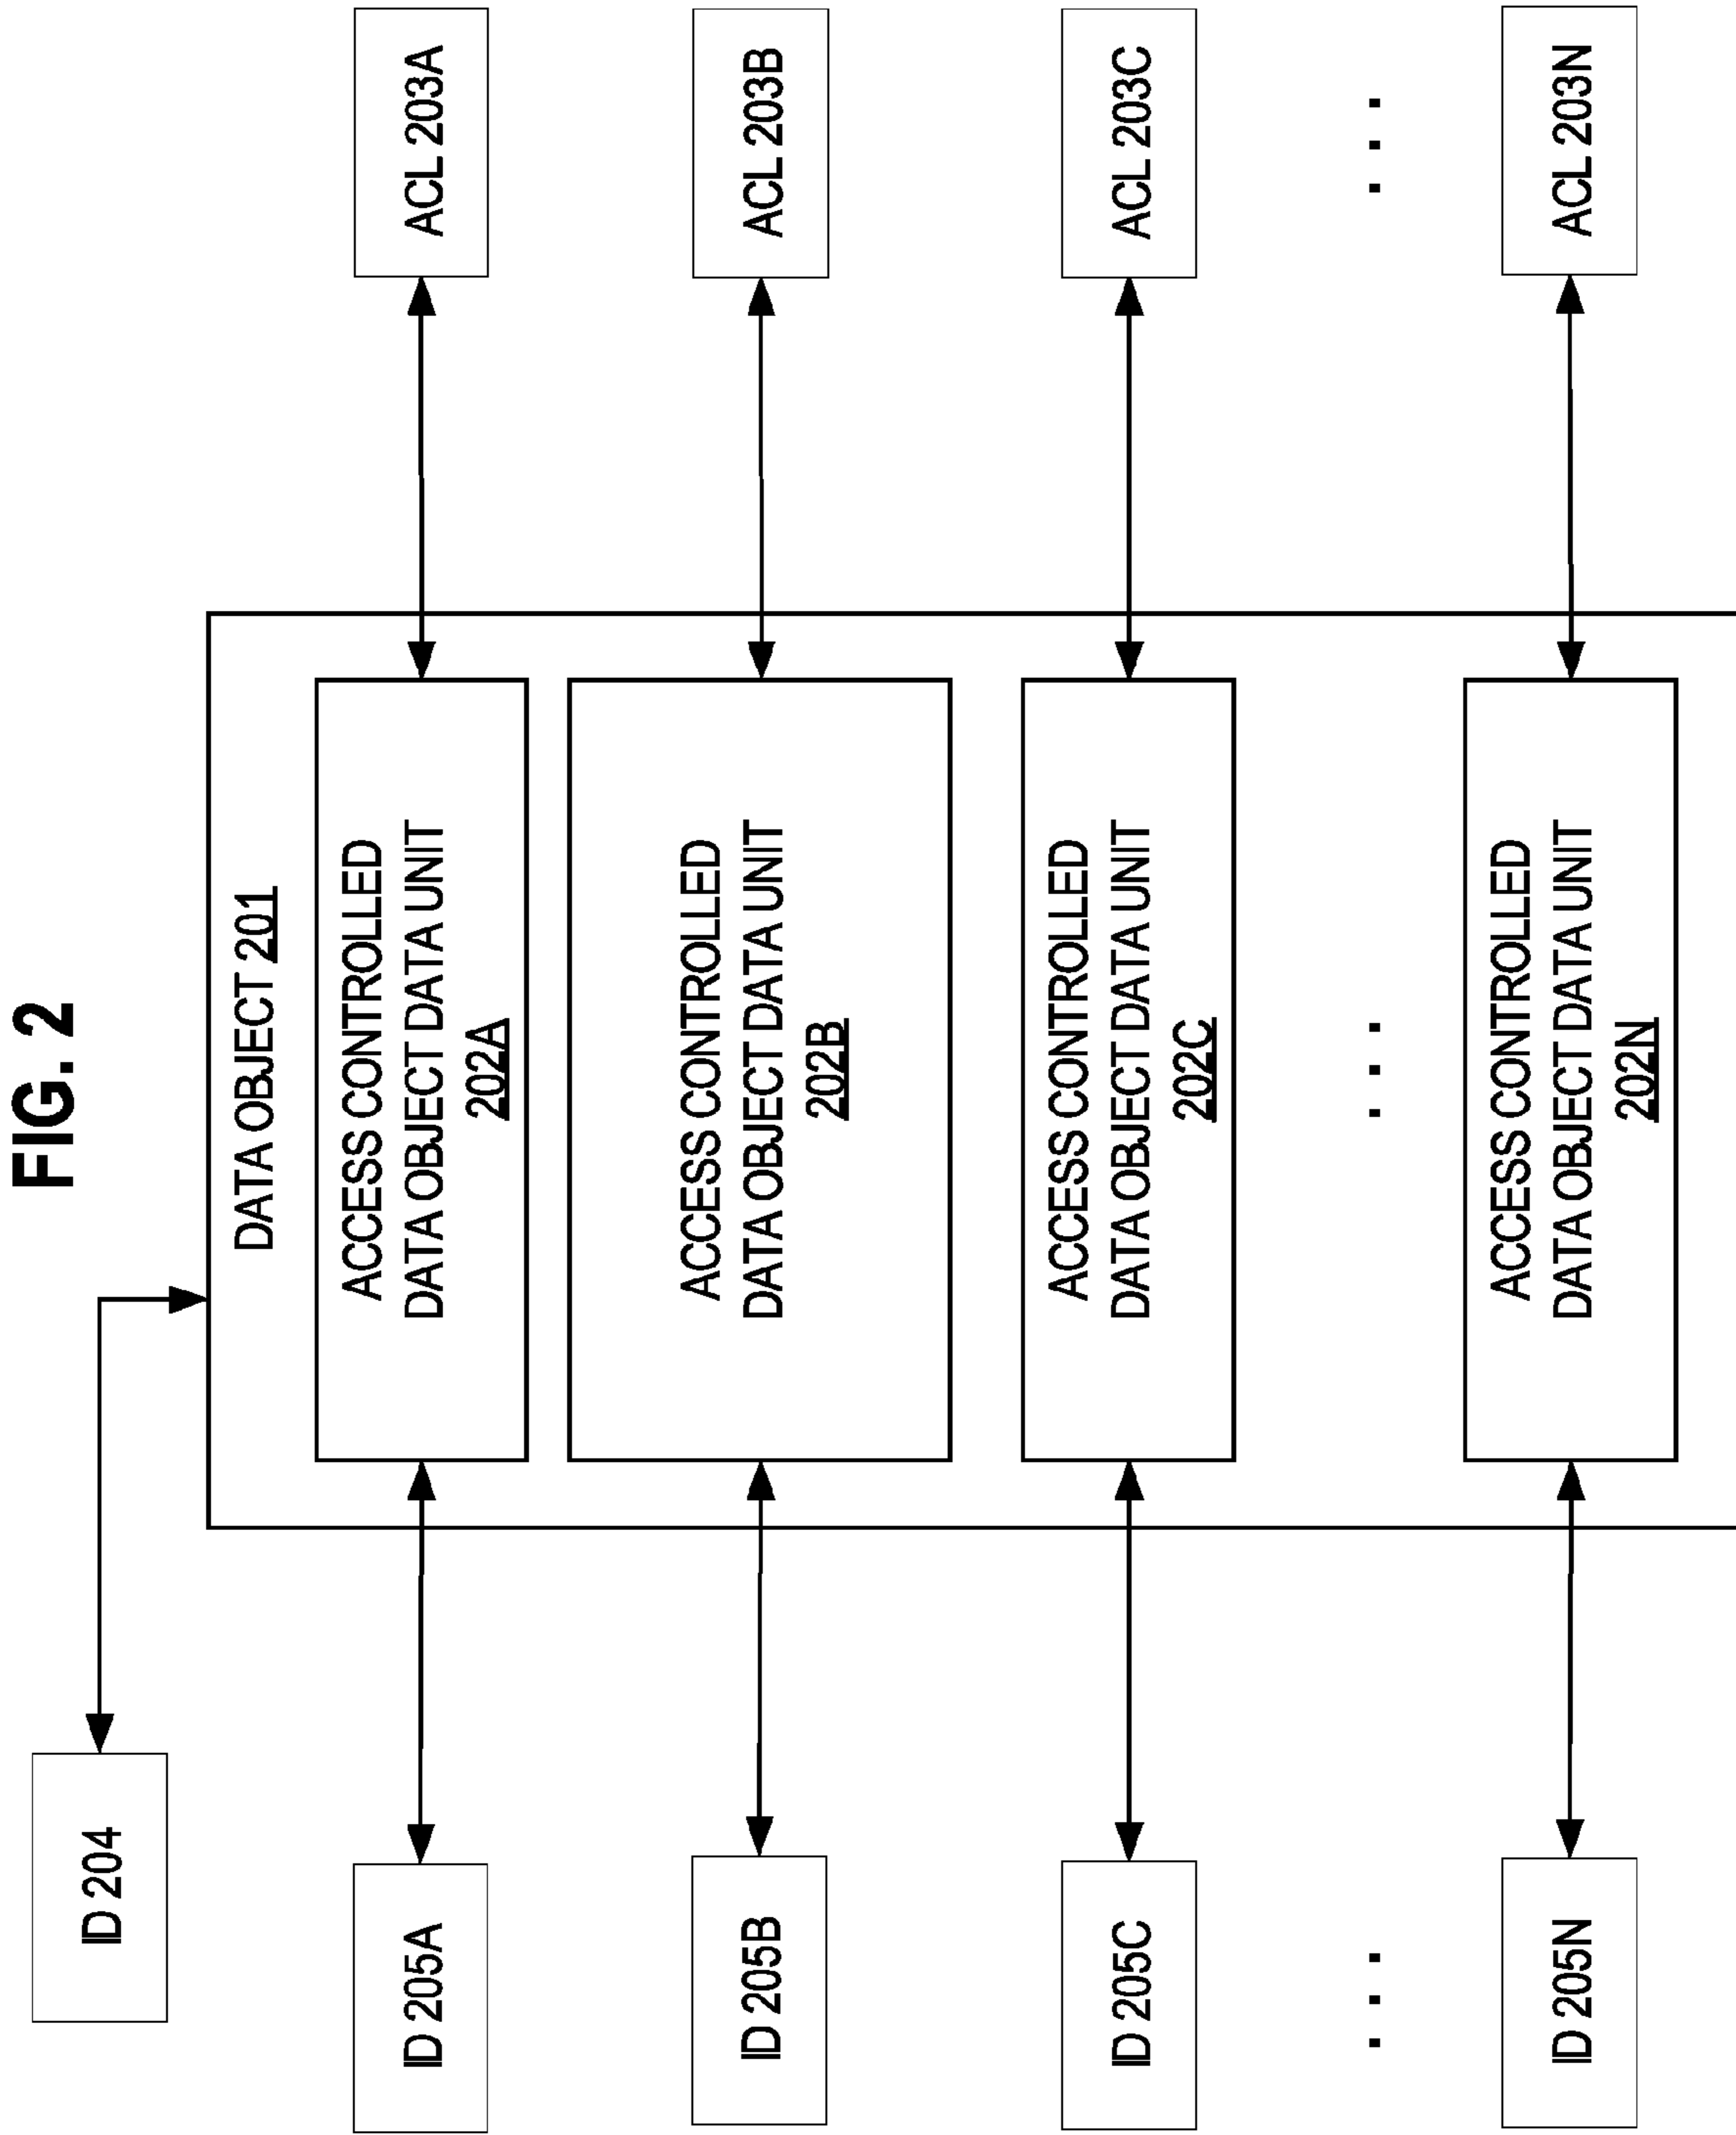 FIG. 2
ID 204
DATA OBJECT 201
ID 205A
ACCESS CONTROLLED
DATA OBJECT DATA UNIT
202A
ACL 203A
ID 205B
ACCESS CONTROLLED
DATA OBJECT DATA UNIT
202B
ACL 203B
ID 205C
ACCESS CONTROLLED
DATA OBJECT DATA UNIT
202C
ACL 203C
. . .
. . .
. . .
ID 205N
ACCESS CONTROLLED
DATA OBJECT DATA UNIT
202N
ACL 203N